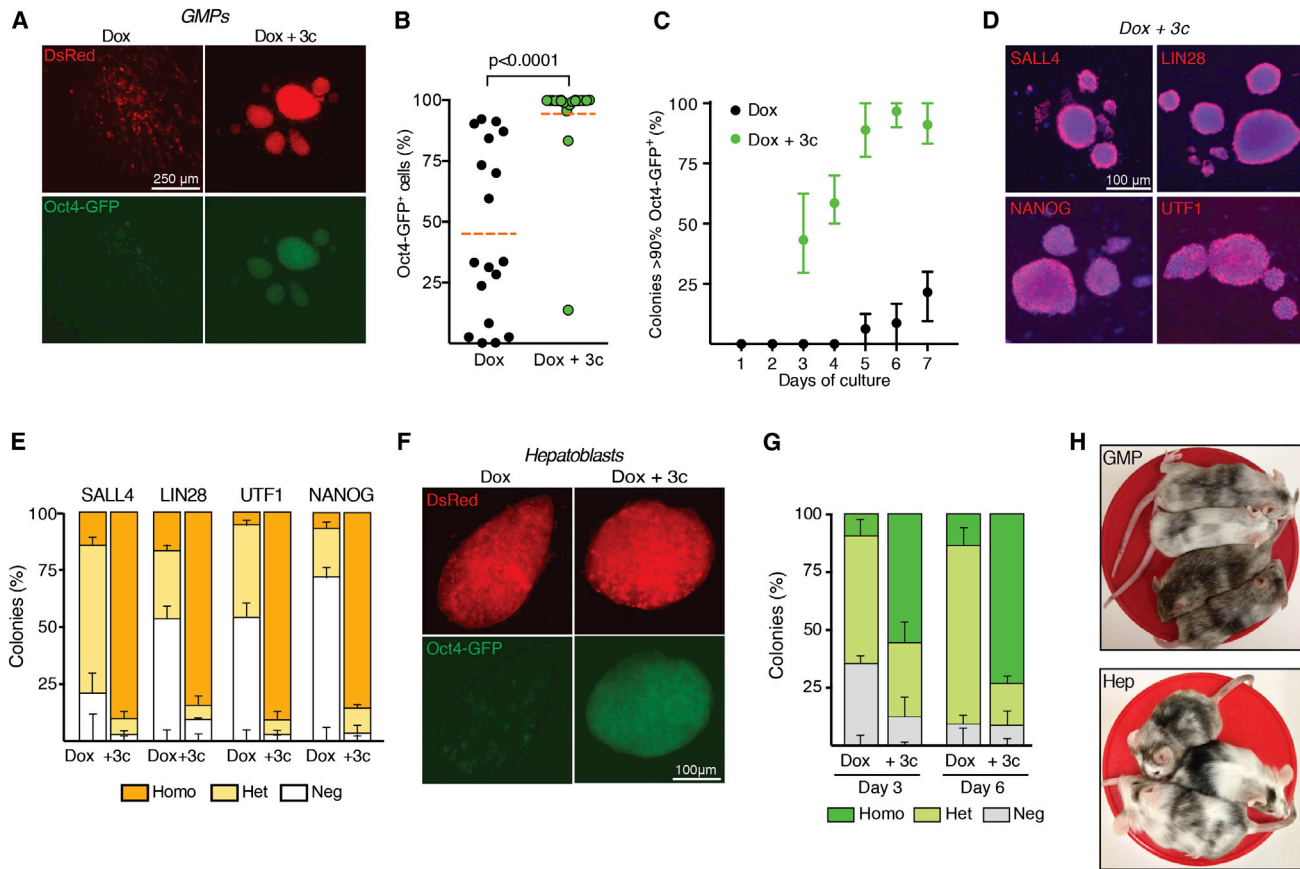 A
GMPs
Dox
Dox + 3c
DsRed
250 µm
Oct4-GFP
B
p<0.0001
Oct4-GFP+ cells (%)
100
75
50
25
Dox
Dox + 3c
C
Colonies >90% Oct4-GFP+ (%)
100
75
50
25
Dox
Dox + 3c
1
2
3
4
5
6
7
Days of culture
D
Dox + 3c
SALL4
LIN28
100 µm
NANOG
UTF1
E
SALL4
LIN28
UTF1
NANOG
Colonies (%)
100
75
50
25
Dox +3c
Dox+3c
Dox +3c
Dox +3c
Homo
Het
Neg
F
Hepatoblasts
Dox
Dox + 3c
DsRed
Oct4-GFP
100µm
G
Colonies (%)
100
75
50
25
Dox
+ 3c
Dox
+ 3c
Day 3
Day 6
Homo
Het
Neg
H
GMP
Hep